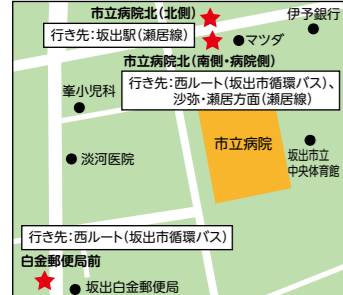 市立病院北(北側)
伊予銀行
行き先:坂出駅(瀬居線)
マツダ
市立病院北(南側・病院側)
行き先:西ルート(坂出市循環バス)、
沙弥・瀬居方面(瀬居線)
峯小児科
市立病院
坂出市立
中央体育館
淡河医院
行き先:西ルート(坂出市循環バス)
白金郵便局前
坂出白金郵便局